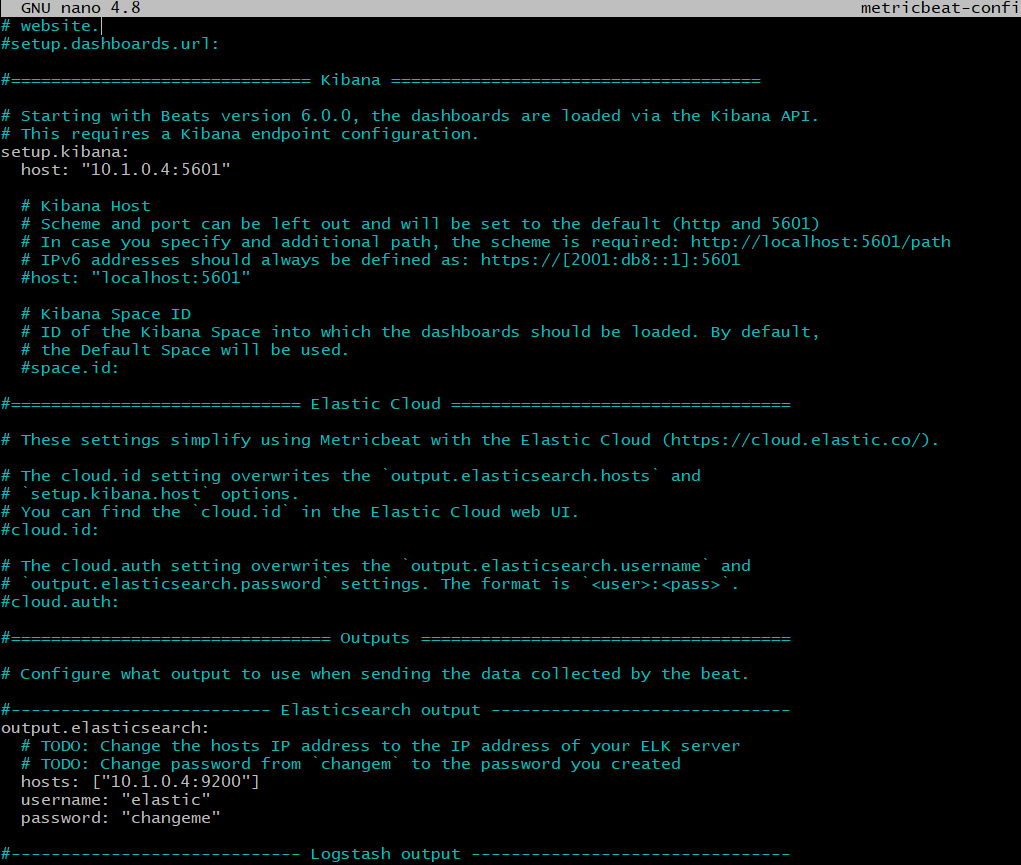 GNU nano 4.8 metricbeat-confi
# website.
#setup.dashboards.url:
#============================== Kibana =====================================
# Starting with Beats version 6.0.0, the dashboards are loaded via the Kibana API.
# This requires a Kibana endpoint configuration.
setup.kibana:
  host: "10.1.0.4:5601"
  # Kibana Host
  # Scheme and port can be left out and will be set to the default (http and 5601)
  # In case you specify and additional path, the scheme is required: http://localhost:5601/path
  # IPv6 addresses should always be defined as: https://[2001:db8::1]:5601
  #host: "localhost:5601"
  # Kibana Space ID
  # ID of the Kibana Space into which the dashboards should be loaded. By default,
  # the Default Space will be used.
  #space.id:
#============================= Elastic Cloud ==================================
# These settings simplify using Metricbeat with the Elastic Cloud (https://cloud.elastic.co/).
# The cloud.id setting overwrites the `output.elasticsearch.hosts` and
# `setup.kibana.host` options.
# You can find the `cloud.id` in the Elastic Cloud web UI.
#cloud.id:
# The cloud.auth setting overwrites the `output.elasticsearch.username` and
# `output.elasticsearch.password` settings. The format is `<user>:<pass>`.
#cloud.auth:
#================================ Outputs =====================================
# Configure what output to use when sending the data collected by the beat.
#-------------------------- Elasticsearch output ------------------------------
output.elasticsearch:
  # TODO: Change the hosts IP address to the IP address of your ELK server
  # TODO: Change password from `changem` to the password you created
  hosts: ["10.1.0.4:9200"]
  username: "elastic"
  password: "changeme"
#----------------------------- Logstash output --------------------------------